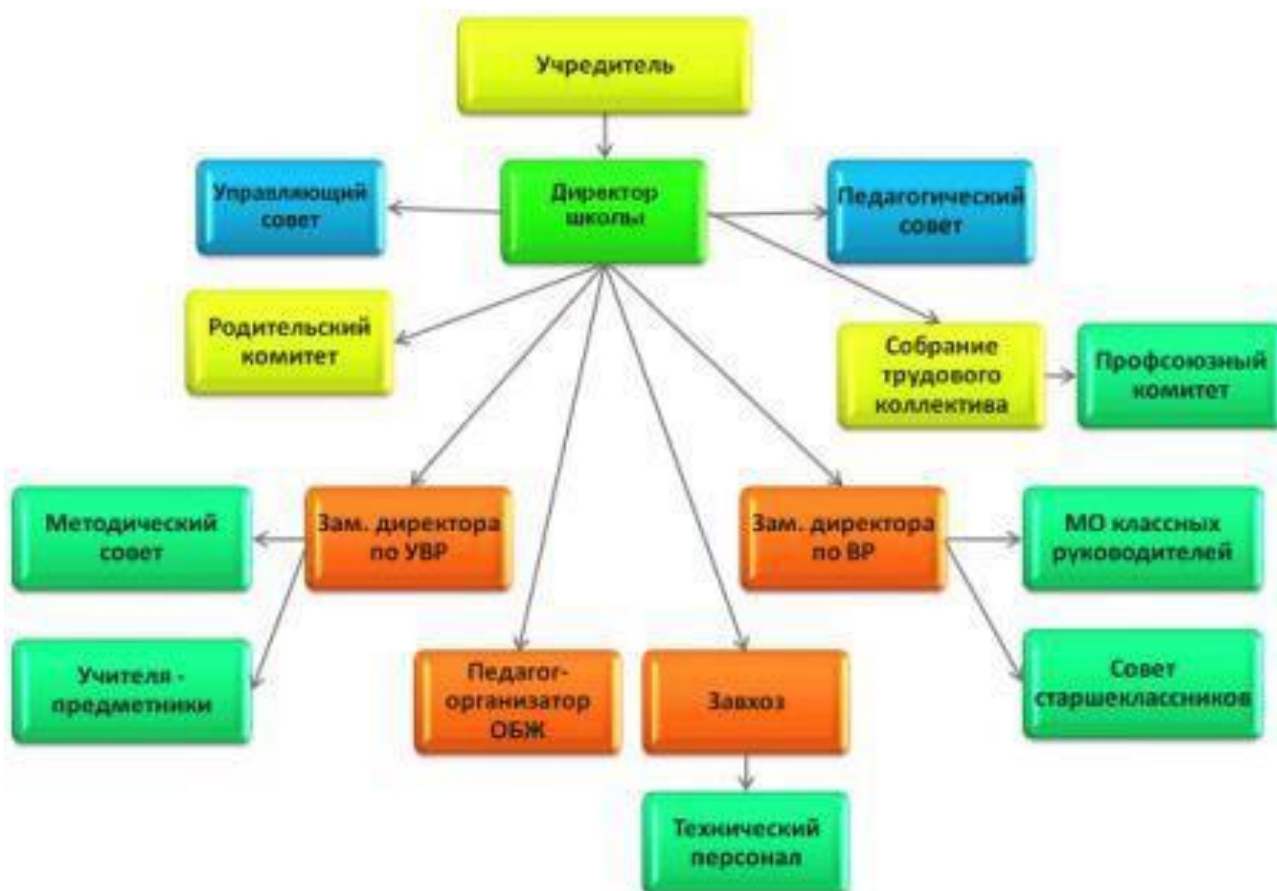 Учредитель
Управляющий
совет
Директор
школы
Педагогический
совет
Родительский
комитет
Собрание
трудового
коллектива
Профсоюзный
комитет
Методический
совет
Зам. директора
по УВР
Зам. директора
по ВР
МО классных
руководителей
Учителя -
предметники
Педагог-
организатор
ОБЖ
Завхоз
Совет
старшеклассников
Технический
персонал